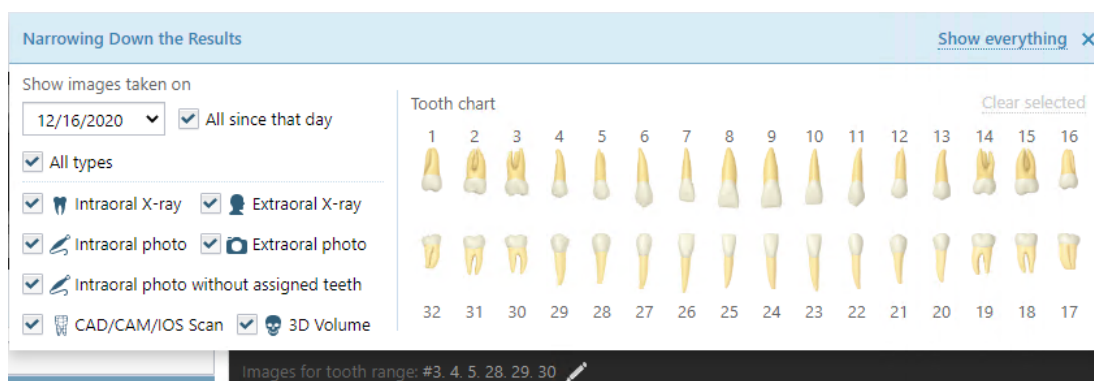 Narrowing Down the Results
Show everything
Show images taken on
12/16/2020
All since that day
All types
Intraoral X-ray
Extraoral X-ray
Intraoral photo
Extraoral photo
Intraoral photo without assigned teeth
CAD/CAM/IOS Scan
3D Volume
Tooth chart
Clear selected
1 2 3 4 5 6 7 8 9 10 11 12 13 14 15 16
32 31 30 29 28 27 26 25 24 23 22 21 20 19 18 17
Images for tooth range: #3. 4. 5. 28. 29. 30